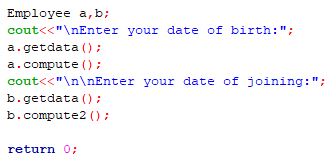 Employee a,b;
cout<<"\nEnter your date of birth:";
a.getdata();
a.compute();
cout<<"\n\nEnter your date of joining:";
b.getdata();
b.compute2();
return 0;